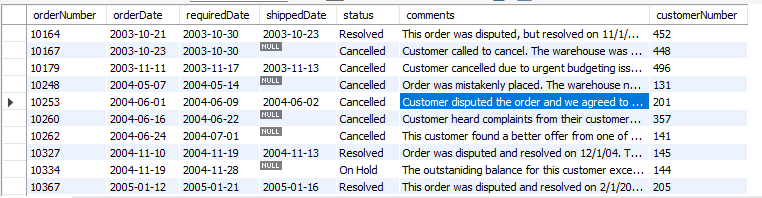 orderNumber orderDate requiredDate shippedDate status comments customerNumber
10164 2003-10-21 2003-10-30 2003-10-23 Resolved This order was disputed, but resolved on 11/1/... 452
10167 2003-10-23 2003-10-30 NULL Cancelled Customer called to cancel. The warehouse was ... 448
10179 2003-11-11 2003-11-17 2003-11-13 Cancelled Customer cancelled due to urgent budgeting iss... 496
10248 2004-05-07 2004-05-14 NULL Cancelled Order was mistakenly placed. The warehouse n... 131
10253 2004-06-01 2004-06-09 2004-06-02 Cancelled Customer disputed the order and we agreed to ... 201
10260 2004-06-16 2004-06-22 NULL Cancelled Customer heard complaints from their customer... 357
10262 2004-06-24 2004-07-01 NULL Cancelled This customer found a better offer from one of ... 141
10327 2004-11-10 2004-11-19 2004-11-13 Resolved Order was disputed and resolved on 12/1/04. T... 145
10334 2004-11-19 2004-11-28 NULL On Hold The outstaniding balance for this customer exce... 144
10367 2005-01-12 2005-01-21 2005-01-16 Resolved This order was disputed and resolved on 2/1/20... 205